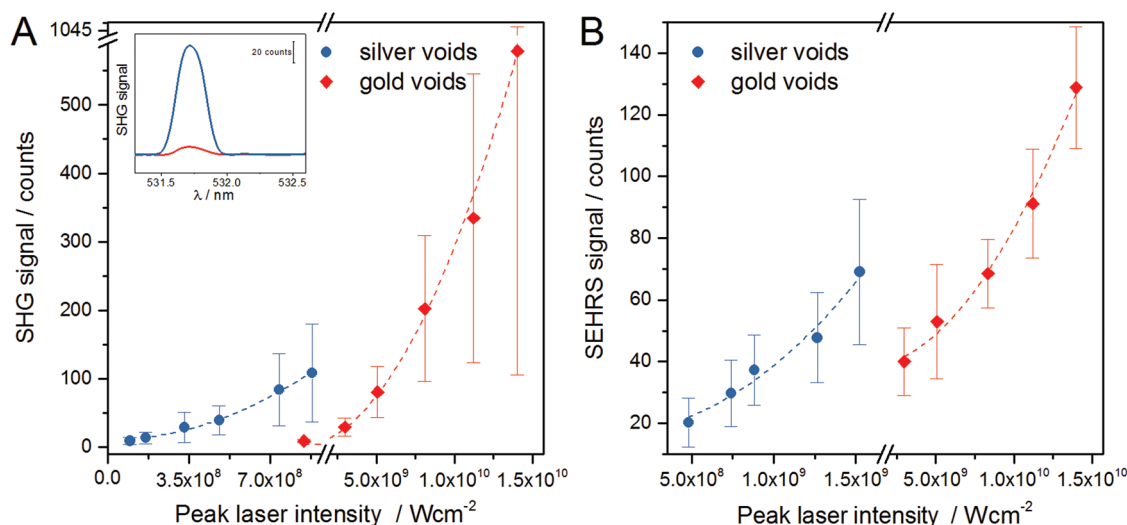 A
SHG signal / counts
1045
500
400
300
200
100
0
0.0
3.5x10⁸
7.0x10⁸
5.0x10⁹
1.0x10¹⁰
1.5x10¹⁰
Peak laser intensity / Wcm⁻²
silver voids
gold voids
SHG signal
20 counts
531.5
532.0
532.5
λ / nm
B
SEHRS signal / counts
140
120
100
80
60
40
20
5.0x10⁸
1.0x10⁹
1.5x10⁹
5.0x10⁹
1.0x10¹⁰
1.5x10¹⁰
Peak laser intensity / Wcm⁻²
silver voids
gold voids